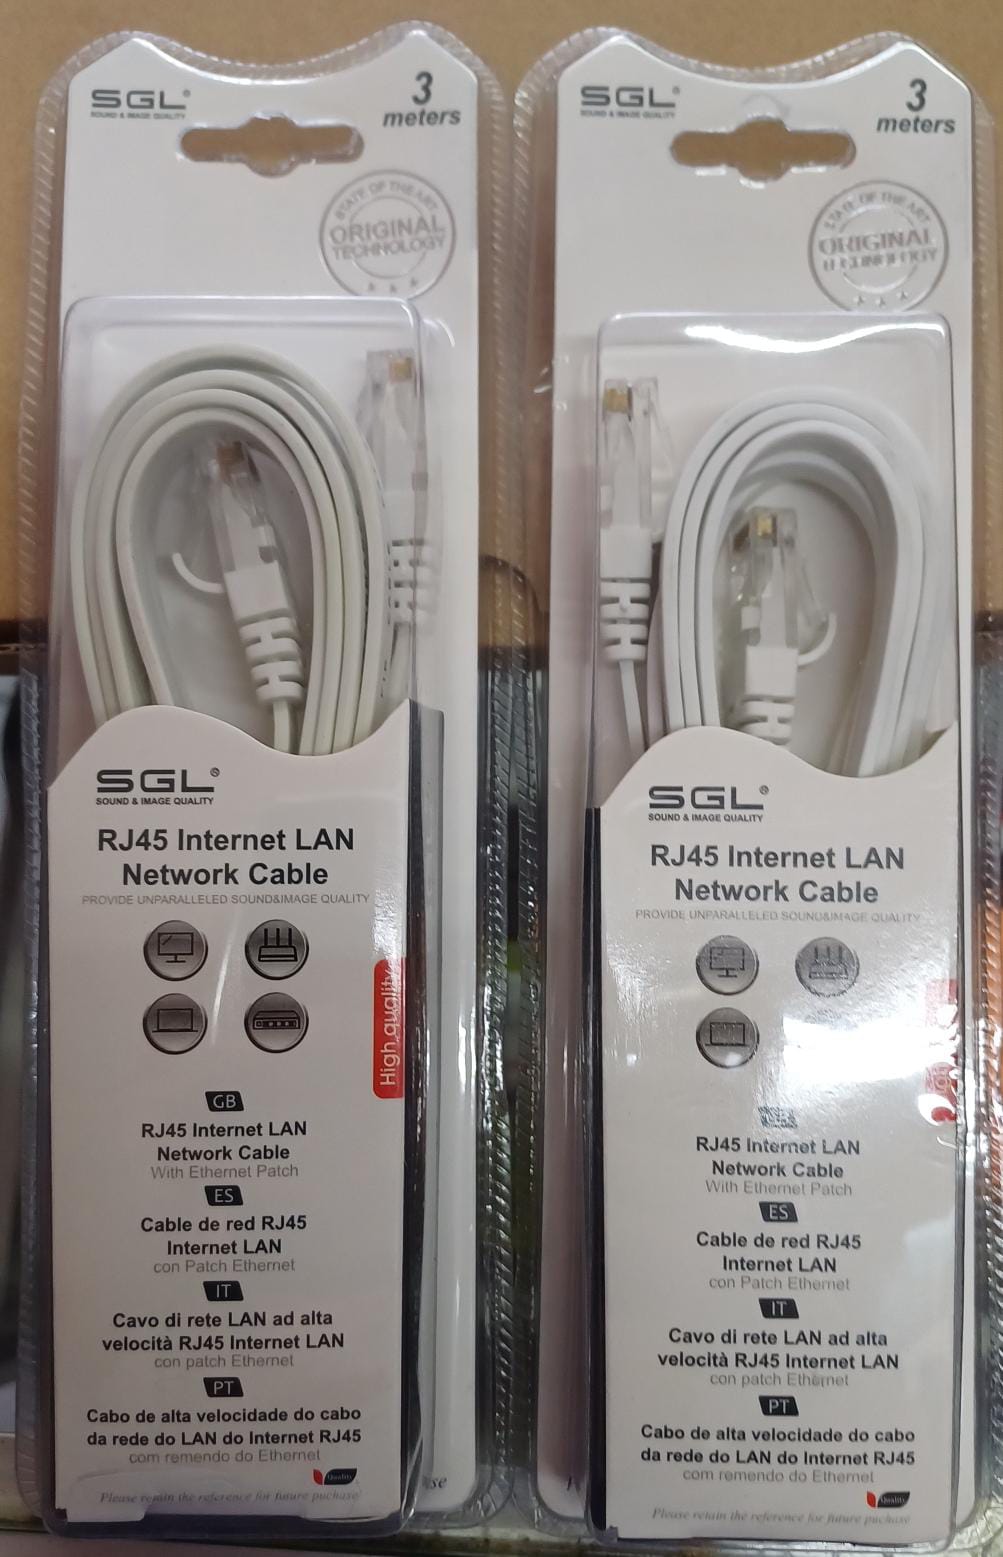 SGL®
SOUND & IMAGE QUALITY
3
meters
STATE OF THE ART
ORIGINAL
TECHNOLOGY
SGL®
SOUND & IMAGE QUALITY
RJ45 Internet LAN
Network Cable
PROVIDE UNPARALLELED SOUND&IMAGE QUALITY
High quality
GB
RJ45 Internet LAN
Network Cable
With Ethernet Patch
ES
Cable de red RJ45
Internet LAN
con Patch Ethernet
IT
Cavo di rete LAN ad alta
velocità RJ45 Internet LAN
con patch Ethernet
PT
Cabo de alta velocidade do cabo
da rede do LAN do Internet RJ45
com remendo do Ethernet
Quality
Please retain the reference for future puchase
SGL®
SOUND & IMAGE QUALITY
3
meters
STATE OF THE ART
ORIGINAL
TECHNOLOGY
SGL®
SOUND & IMAGE QUALITY
RJ45 Internet LAN
Network Cable
PROVIDE UNPARALLELED SOUND&IMAGE QUALITY
RJ45 Internet LAN
Network Cable
With Ethernet Patch
ES
Cable de red RJ45
Internet LAN
con Patch Ethernet
IT
Cavo di rete LAN ad alta
velocità RJ45 Internet LAN
con patch Ethernet
PT
Cabo de alta velocidade do cabo
da rede do LAN do Internet RJ45
com remendo do Ethernet
Quality
Please retain the reference for future puchase